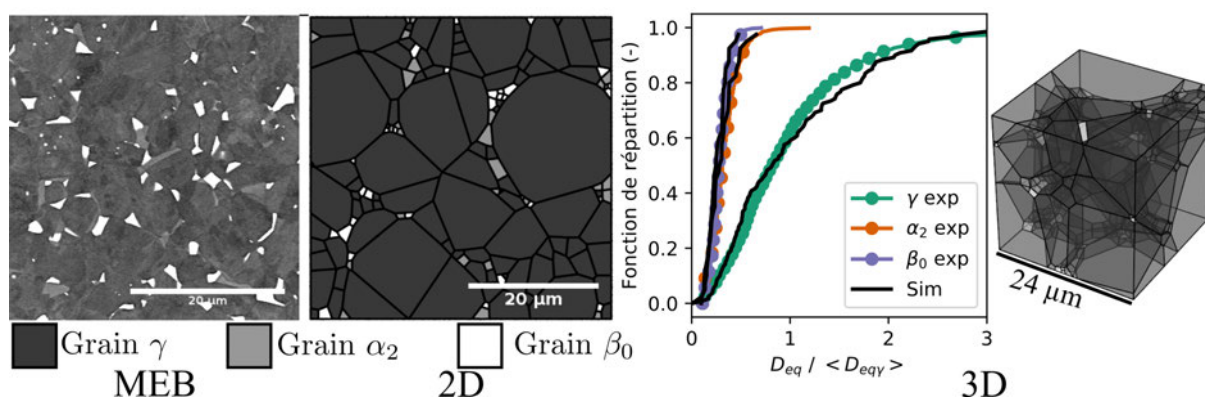 20 µm
20 µm
Grain γ
Grain α₂
Grain β₀
MEB
2D
Fonction de répartition (-)
1.0
0.8
0.6
0.4
0.2
0.0
γ exp
α₂ exp
β₀ exp
Sim
0
1
2
3
D_eq / < D_eqγ >
24 µm
3D